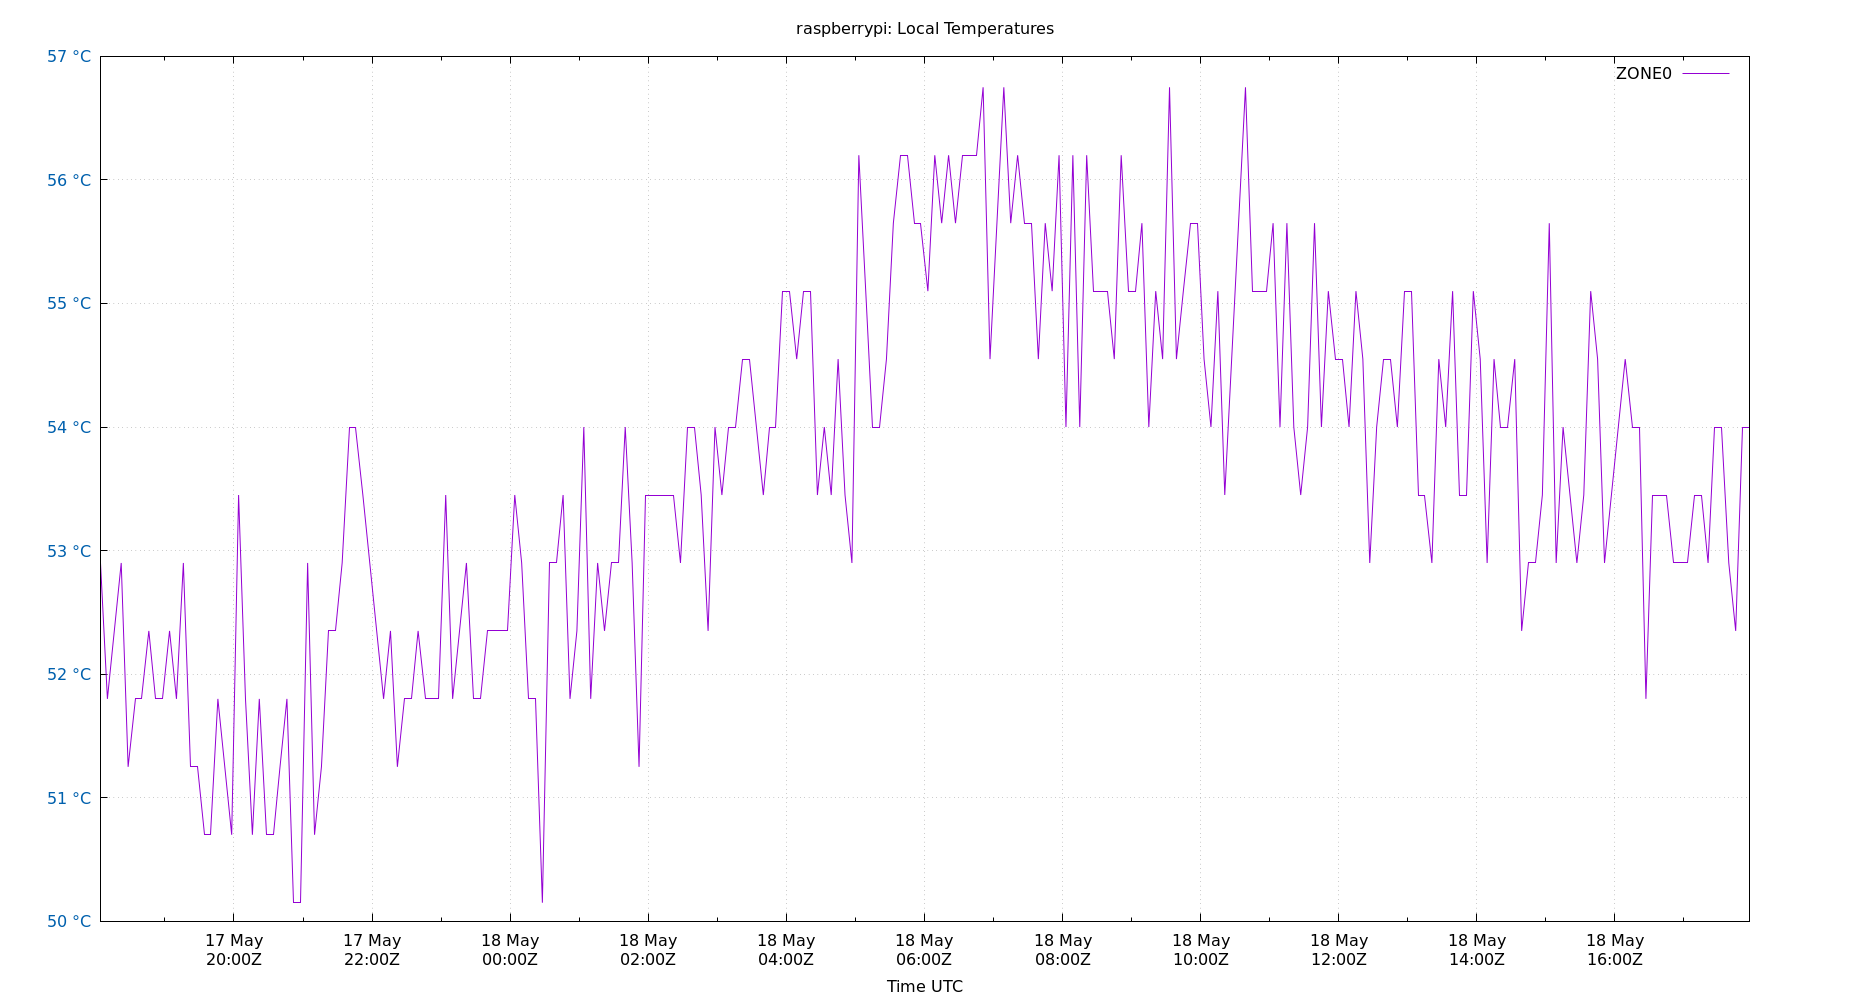 raspberrypi: Local Temperatures
57 °C
ZONE0
56 °C
55 °C
54 °C
53 °C
52 °C
51 °C
50 °C
17 May 17 May 18 May 18 May 18 May 18 May 18 May 18 May 18 May 18 May 18 May
20:00Z 22:00Z 00:00Z 02:00Z 04:00Z 06:00Z 08:00Z 10:00Z 12:00Z 14:00Z 16:00Z
Time UTC